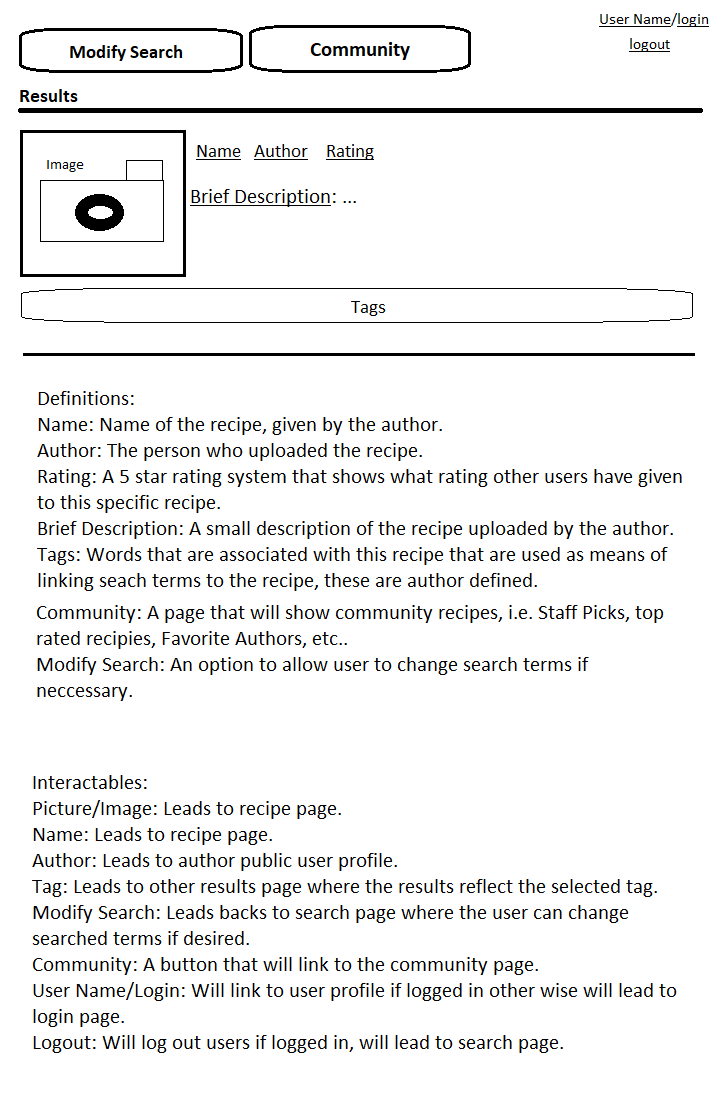 User Name/login
Modify Search
Community
logout
Results
Image
Name Author Rating
Brief Description: ...
Tags
Definitions:
Name: Name of the recipe, given by the author.
Author: The person who uploaded the recipe.
Rating: A 5 star rating system that shows what rating other users have given
to this specific recipe.
Brief Description: A small description of the recipe uploaded by the author.
Tags: Words that are associated with this recipe that are used as means of
linking seach terms to the recipe, these are author defined.
Community: A page that will show community recipes, i.e. Staff Picks, top
rated recipies, Favorite Authors, etc..
Modify Search: An option to allow user to change search terms if
neccessary.
Interactables:
Picture/Image: Leads to recipe page.
Name: Leads to recipe page.
Author: Leads to author public user profile.
Tag: Leads to other results page where the results reflect the selected tag.
Modify Search: Leads backs to search page where the user can change
searched terms if desired.
Community: A button that will link to the community page.
User Name/Login: Will link to user profile if logged in other wise will lead to
login page.
Logout: Will log out users if logged in, will lead to search page.